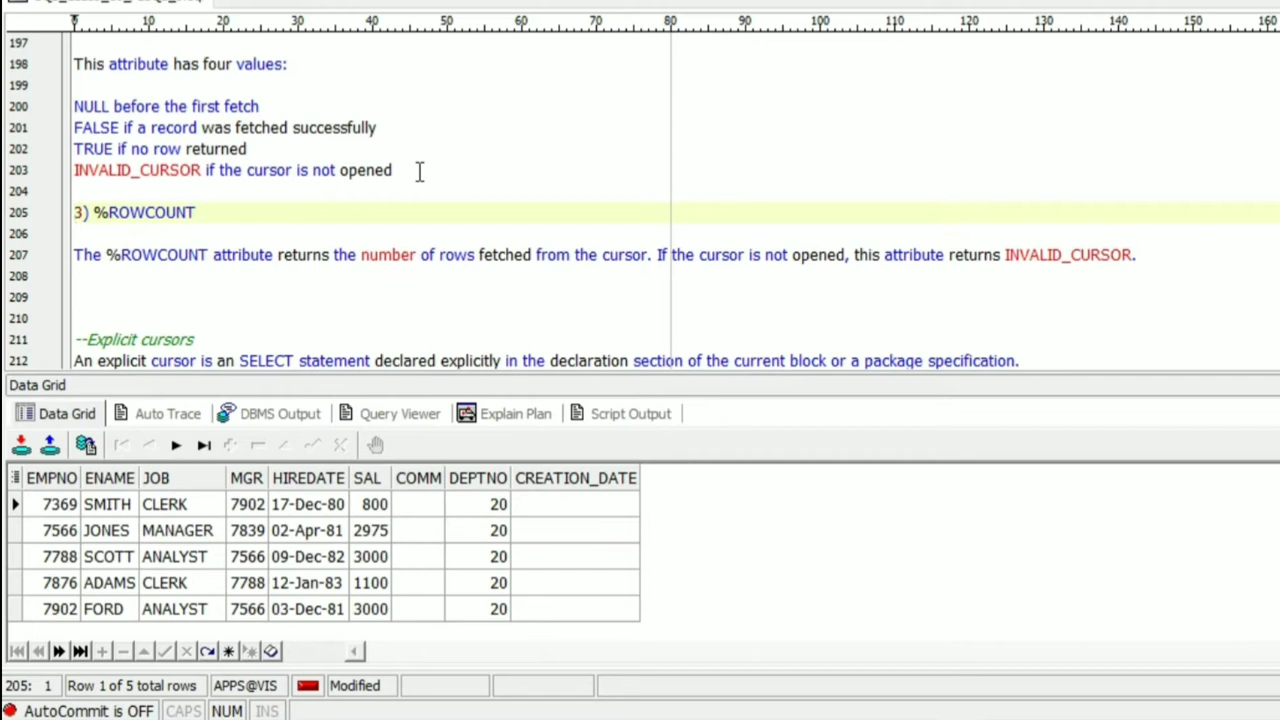 0 10 20 30 40 50 60 70 80 90 100 110 120 130 140 150 160
197
198 This attribute has four values:
199
200 NULL before the first fetch
201 FALSE if a record was fetched successfully
202 TRUE if no row returned
203 INVALID_CURSOR if the cursor is not opened
204
205 3) %ROWCOUNT
206
207 The %ROWCOUNT attribute returns the number of rows fetched from the cursor. If the cursor is not opened, this attribute returns INVALID_CURSOR.
208
209
210
211 --Explicit cursors
212 An explicit cursor is an SELECT statement declared explicitly in the declaration section of the current block or a package specification.
Data Grid
Data Grid Auto Trace DBMS Output Query Viewer Explain Plan Script Output
EMPNO ENAME JOB MGR HIREDATE SAL COMM DEPTNO CREATION_DATE
7369 SMITH CLERK 7902 17-Dec-80 800 20
7566 JONES MANAGER 7839 02-Apr-81 2975 20
7788 SCOTT ANALYST 7566 09-Dec-82 3000 20
7876 ADAMS CLERK 7788 12-Jan-83 1100 20
7902 FORD ANALYST 7566 03-Dec-81 3000 20
205: 1 Row 1 of 5 total rows APPS@VIS Modified
AutoCommit is OFF CAPS NUM INS